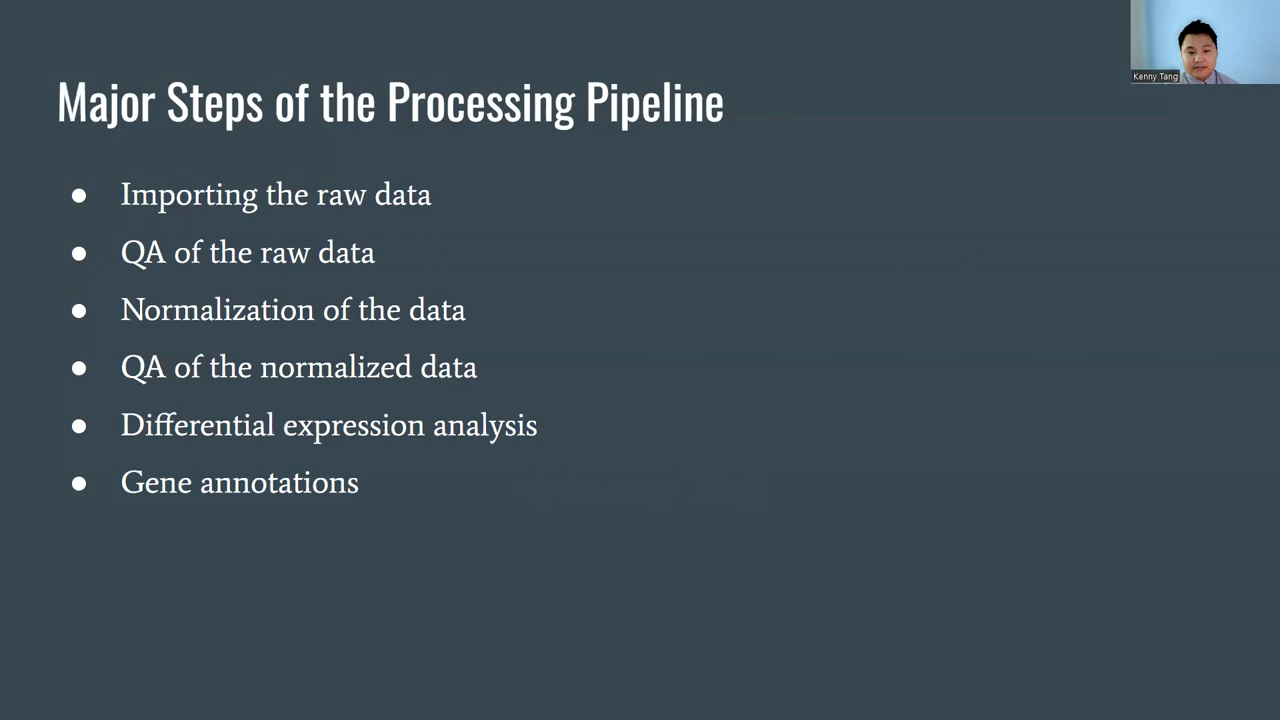 Kenny Tang
Major Steps of the Processing Pipeline
● Importing the raw data
● QA of the raw data
● Normalization of the data
● QA of the normalized data
● Differential expression analysis
● Gene annotations